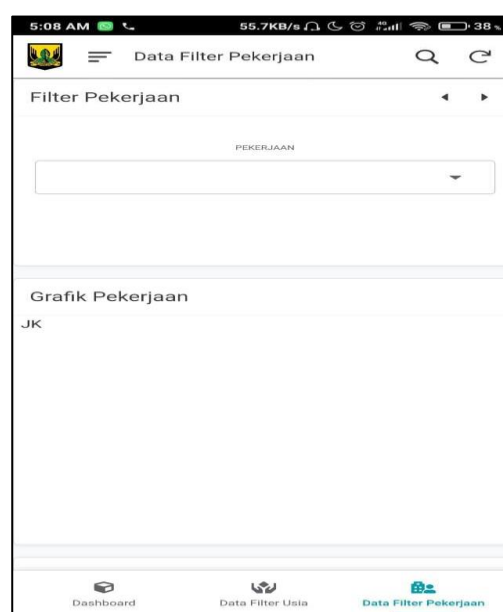 5:08 AM 55.7KB/s 4G 38%
Data Filter Pekerjaan
Filter Pekerjaan
PEKERJAAN
Grafik Pekerjaan
JK
Dashboard Data Filter Usia Data Filter Pekerjaan